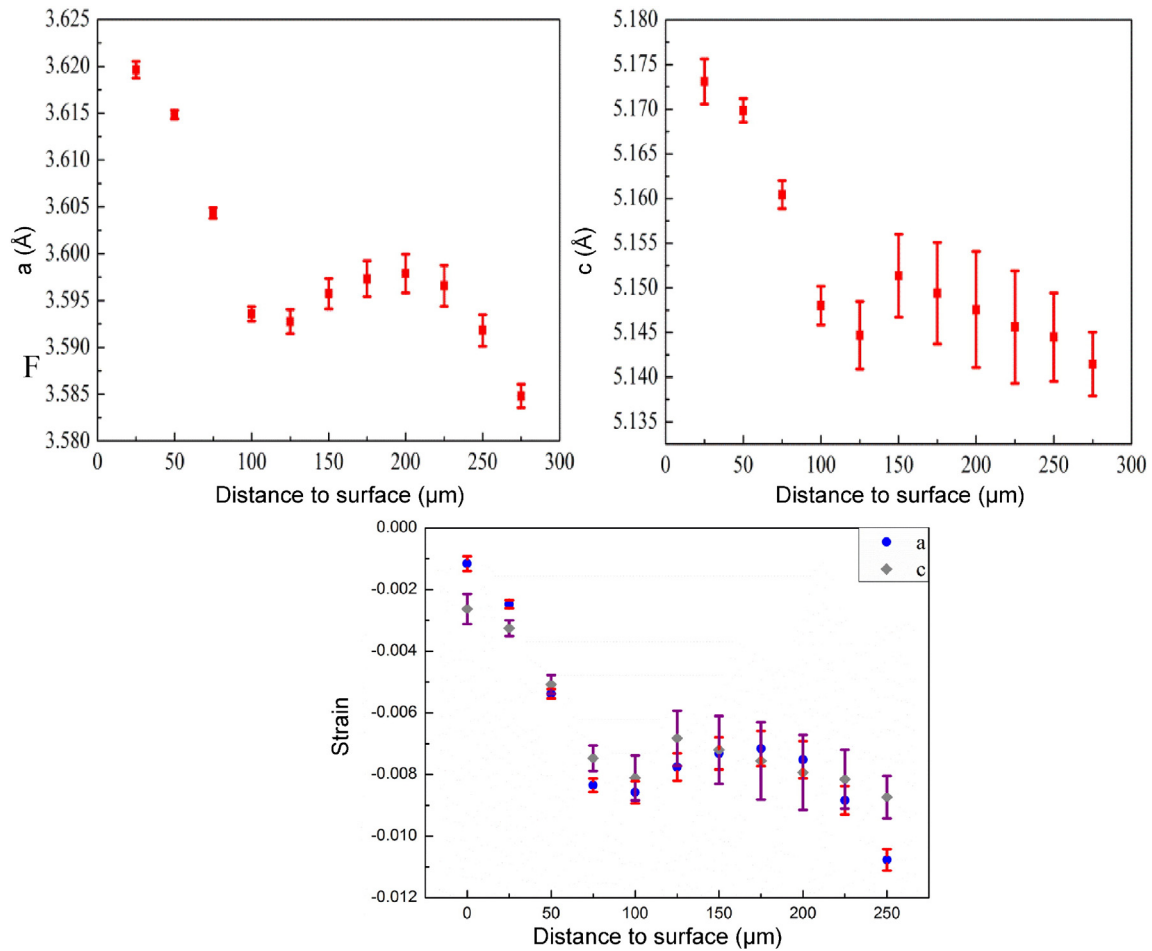 3.625
3.620
3.615
3.610
3.605
3.600
3.595
3.590
3.585
3.580
a (Å)
F
0 50 100 150 200 250 300
Distance to surface (µm)
5.180
5.175
5.170
5.165
5.160
5.155
5.150
5.145
5.140
5.135
c (Å)
0 50 100 150 200 250 300
Distance to surface (µm)
0.000
-0.002
-0.004
-0.006
-0.008
-0.010
-0.012
Strain
a
c
0 50 100 150 200 250
Distance to surface (µm)